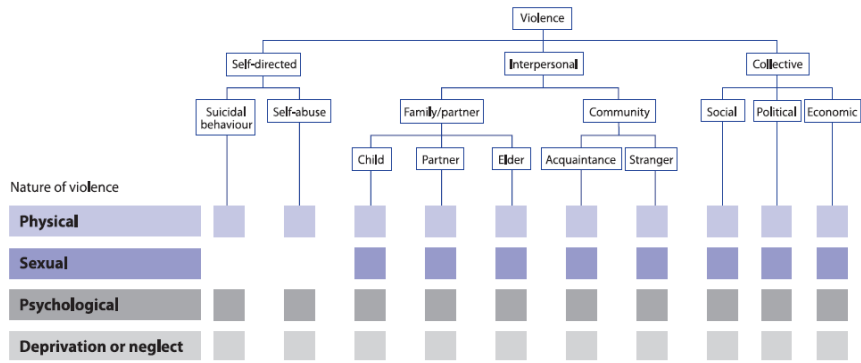 Violence
Self-directed
Interpersonal
Collective
Suicidal
behaviour
Self-abuse
Family/partner
Community
Social
Political
Economic
Child
Partner
Elder
Acquaintance
Stranger
Nature of violence
Physical
Sexual
Psychological
Deprivation or neglect